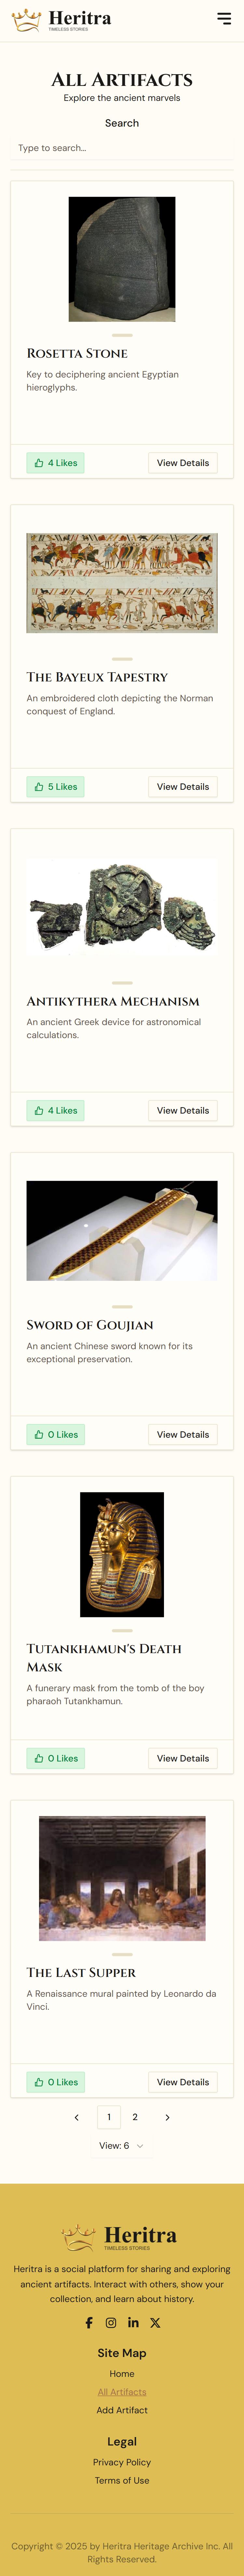 Heritra
TIMELESS STORIES
All Artifacts
Explore the ancient marvels
Search
Type to search...
Rosetta Stone
Key to deciphering ancient Egyptian
hieroglyphs.
4 Likes
View Details
The Bayeux Tapestry
An embroidered cloth depicting the Norman
conquest of England.
5 Likes
View Details
Antikythera Mechanism
An ancient Greek device for astronomical
calculations.
4 Likes
View Details
Sword of Goujian
An ancient Chinese sword known for its
exceptional preservation.
0 Likes
View Details
Tutankhamun's Death
Mask
A funerary mask from the tomb of the boy
pharaoh Tutankhamun.
0 Likes
View Details
The Last Supper
A Renaissance mural painted by Leonardo da
Vinci.
0 Likes
View Details
1 2
View: 6
Heritra
TIMELESS STORIES
Heritra is a social platform for sharing and exploring
ancient artifacts. Interact with others, show your
collection, and learn about history.
Site Map
Home
All Artifacts
Add Artifact
Legal
Privacy Policy
Terms of Use
Copyright © 2025 by Heritra Heritage Archive Inc. All
Rights Reserved.